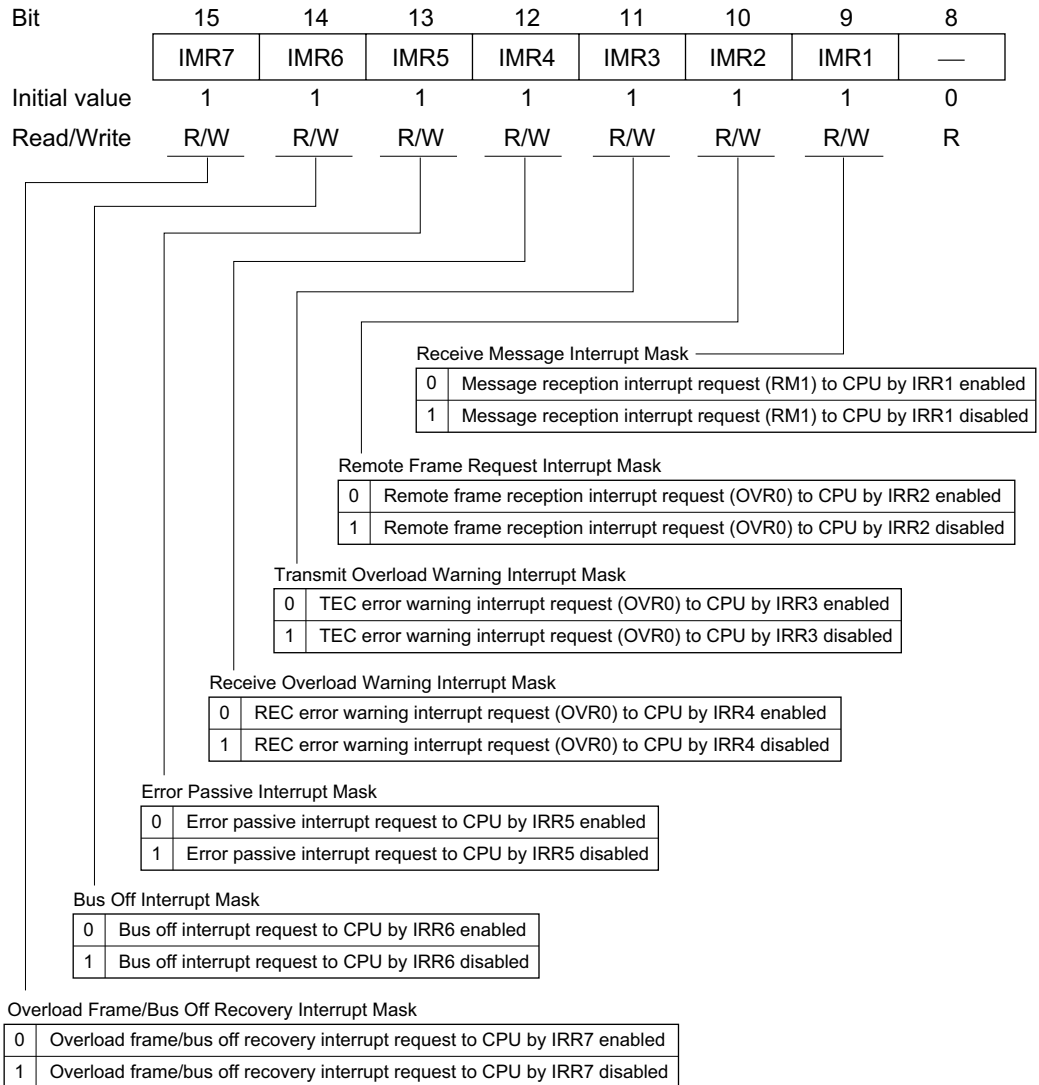 Bit 15 14 13 12 11 10 9 8
IMR7 IMR6 IMR5 IMR4 IMR3 IMR2 IMR1 —
Initial value 1 1 1 1 1 1 1 0
Read/Write R/W R/W R/W R/W R/W R/W R/W R
Receive Message Interrupt Mask
0 Message reception interrupt request (RM1) to CPU by IRR1 enabled
1 Message reception interrupt request (RM1) to CPU by IRR1 disabled
Remote Frame Request Interrupt Mask
0 Remote frame reception interrupt request (OVR0) to CPU by IRR2 enabled
1 Remote frame reception interrupt request (OVR0) to CPU by IRR2 disabled
Transmit Overload Warning Interrupt Mask
0 TEC error warning interrupt request (OVR0) to CPU by IRR3 enabled
1 TEC error warning interrupt request (OVR0) to CPU by IRR3 disabled
Receive Overload Warning Interrupt Mask
0 REC error warning interrupt request (OVR0) to CPU by IRR4 enabled
1 REC error warning interrupt request (OVR0) to CPU by IRR4 disabled
Error Passive Interrupt Mask
0 Error passive interrupt request to CPU by IRR5 enabled
1 Error passive interrupt request to CPU by IRR5 disabled
Bus Off Interrupt Mask
0 Bus off interrupt request to CPU by IRR6 enabled
1 Bus off interrupt request to CPU by IRR6 disabled
Overload Frame/Bus Off Recovery Interrupt Mask
0 Overload frame/bus off recovery interrupt request to CPU by IRR7 enabled
1 Overload frame/bus off recovery interrupt request to CPU by IRR7 disabled